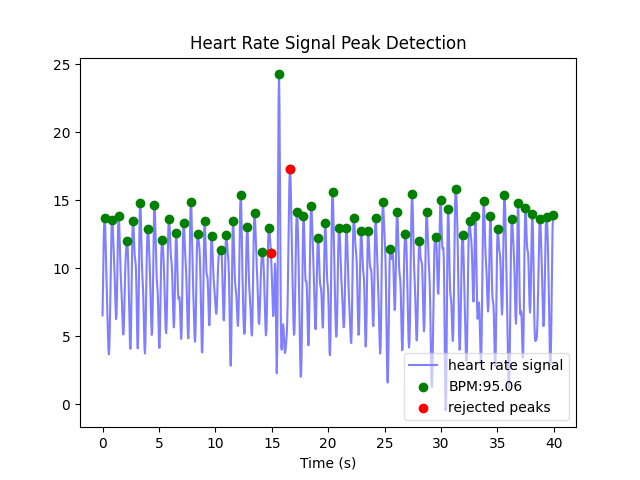 Heart Rate Signal Peak Detection
25
20
15
10
5
0
heart rate signal
BPM:95.06
rejected peaks
0 5 10 15 20 25 30 35 40
Time (s)